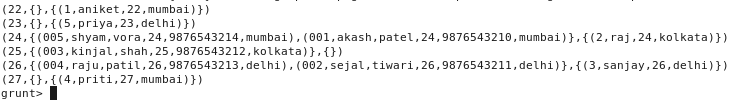 (22,{},{(1,aniket,22,mumbai)})
(23,{},{(5,priya,23,delhi)})
(24,{(005,shyam,vora,24,9876543214,mumbai),(001,akash,patel,24,9876543210,mumbai)},{(2,raj,24,kolkata)})
(25,{(003,kinjal,shah,25,9876543212,kolkata)},{})
(26,{(004,raju,patil,26,9876543213,delhi),(002,sejal,tiwari,26,9876543211,delhi)},{(3,sanjay,26,delhi)})
(27,{},{(4,priti,27,mumbai)})
grunt>